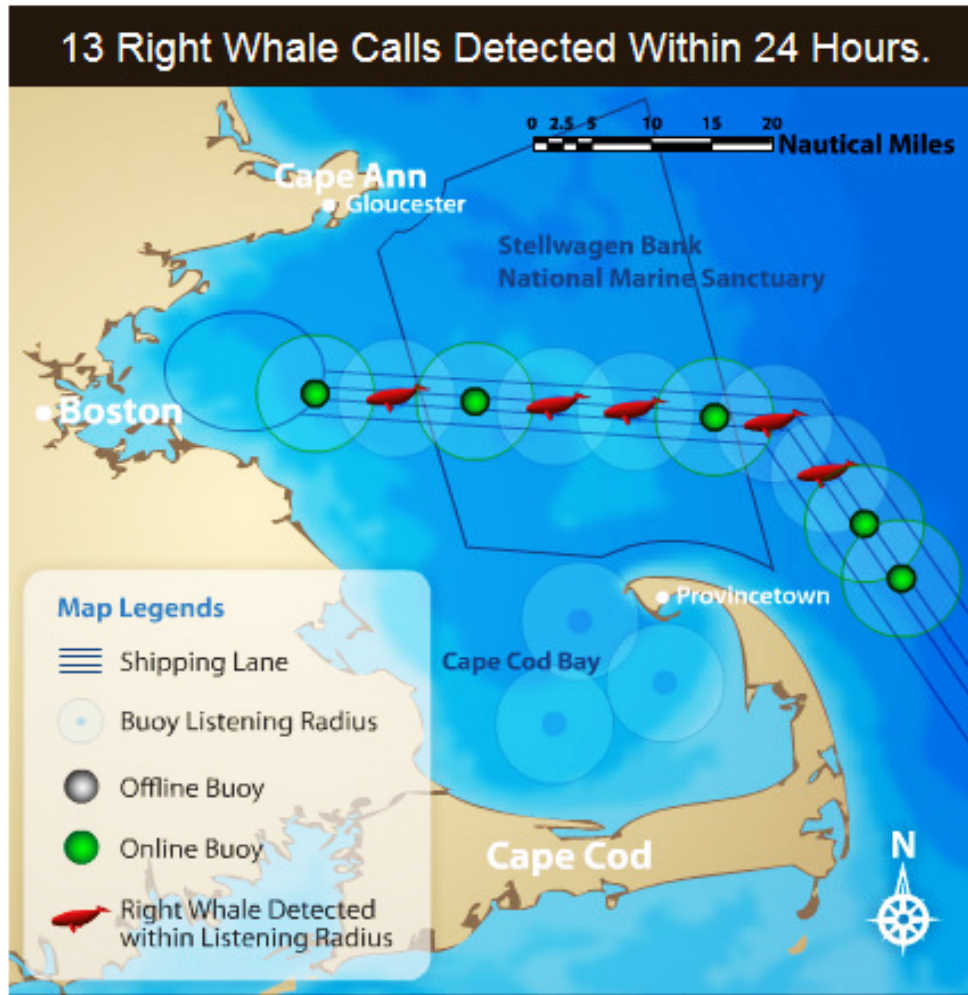 13 Right Whale Calls Detected Within 24 Hours.
0 2.5 5 10 15 20
Nautical Miles
Cape Ann
Gloucester
Stellwagen Bank
National Marine Sanctuary
Boston
Provincetown
Cape Cod Bay
Map Legends
Shipping Lane
Buoy Listening Radius
Offline Buoy
Online Buoy
Right Whale Detected
within Listening Radius
Cape Cod
N